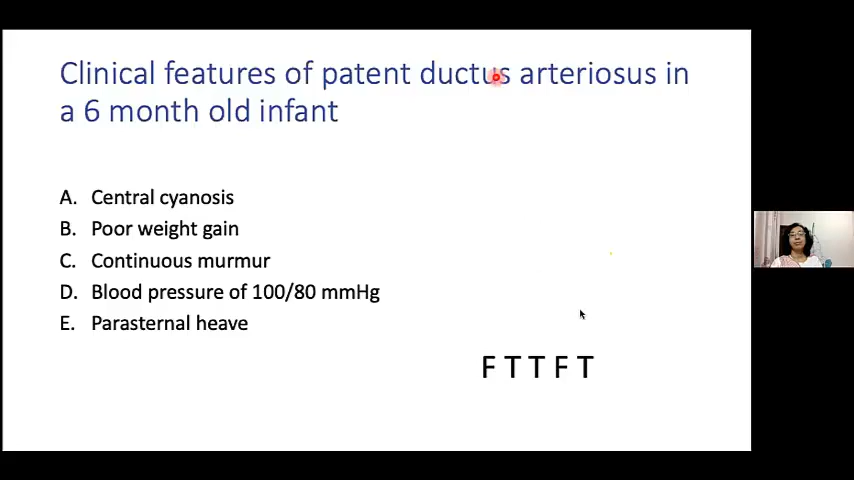 Clinical features of patent ductus arteriosus in
a 6 month old infant
A. Central cyanosis
B. Poor weight gain
C. Continuous murmur
D. Blood pressure of 100/80 mmHg
E. Parasternal heave
F T T F T